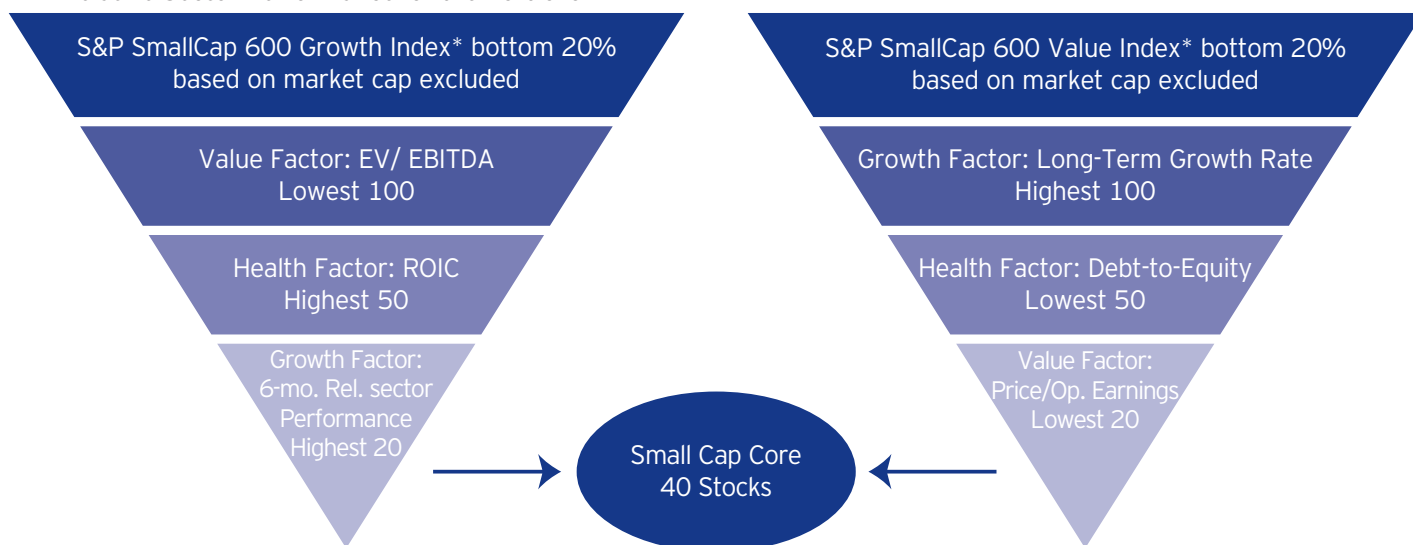 S&P SmallCap 600 Growth Index* bottom 20%
based on market cap excluded
Value Factor: EV/ EBITDA
Lowest 100
Health Factor: ROIC
Highest 50
Growth Factor:
6-mo. Rel. sector
Performance
Highest 20
S&P SmallCap 600 Value Index* bottom 20%
based on market cap excluded
Growth Factor: Long-Term Growth Rate
Highest 100
Health Factor: Debt-to-Equity
Lowest 50
Value Factor:
Price/Op. Earnings
Lowest 20
Small Cap Core
40 Stocks